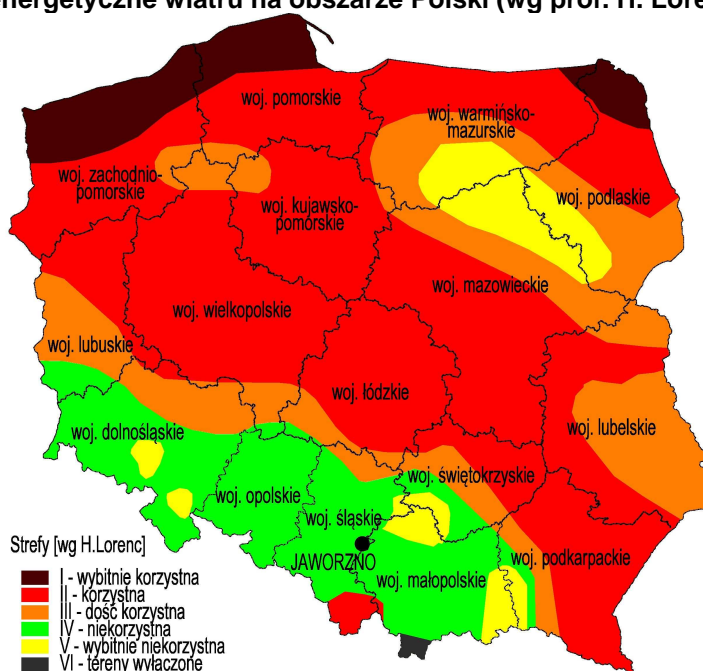 energetyczne wiatru na obszarze Polski (wg prof. H. Lore
woj. pomorskie
woj. warmińsko-
mazurskie
woj. zachodnio-
pomorskie
woj. podlaskie
woj. kujawsko-
pomórskie
woj. mazowieckie
woj. wielkopolskie
woj. lubuskie
woj. łódzkie
woj. lubelskie
woj. dolnośląskie
woj. świętokrzyskie
woj. opolskie
woj. śląskie
woj. podkarpackie
JAWORZNO
woj. małopolskie
Strefy [wg H.Lorenc]
I - wybitnie korzystna
II - korzystna
III - dość korzystna
IV - niekorzystna
V - wybitnie niekorzystna
VI - tereny wyłączone